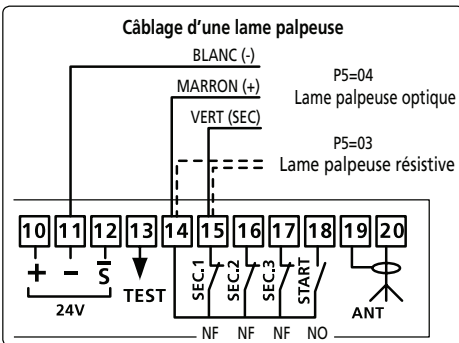 Câblage d'une lame palpeuse
BLANC (-)
MARRON (+)
P5=04
Lame palpeuse optique
VERT (SEC)
P5=03
Lame palpeuse résistive
10 11 12 13 14 15 16 17 18 19 20
+ - S
24V
TEST
SEC.1
SEC.2
SEC.3
START
ANT
NF NF NF NO